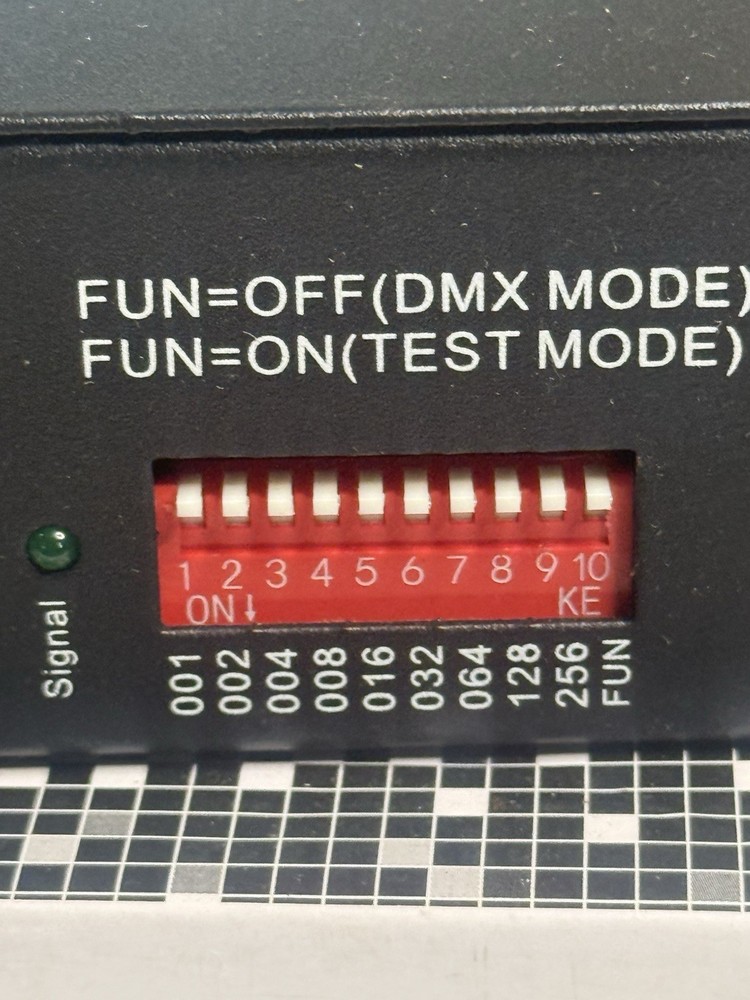 FUN=OFF(DMX MODE)
FUN=ON(TEST MODE)
1 2 3 4 5 6 7 8 9 10
ON↓ KE
Signal
001 002 004 008 016 032 064 128 256 FUN